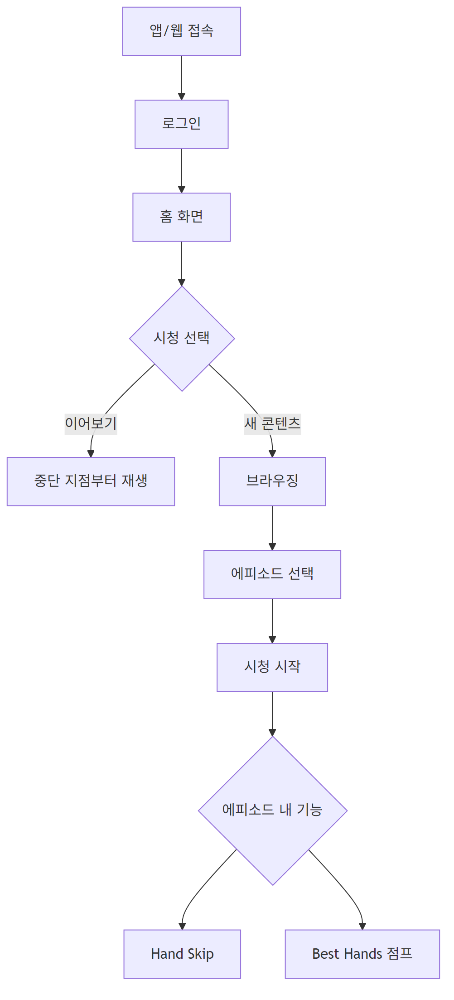 앱/웹 접속
로그인
홈 화면
시청 선택
이어보기
새 콘텐츠
중단 지점부터 재생
브라우징
에피소드 선택
시청 시작
에피소드 내 기능
Hand Skip
Best Hands 점프